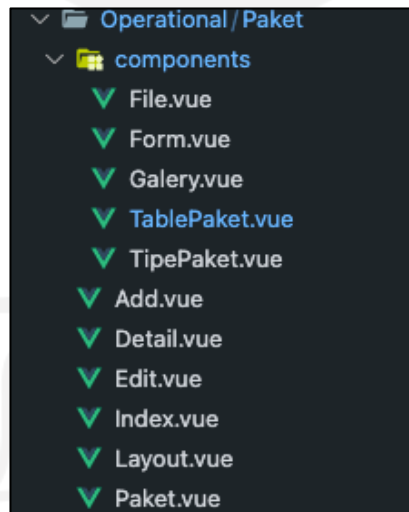 Operational/Paket
components
File.vue
Form.vue
Galery.vue
TablePaket.vue
TipePaket.vue
Add.vue
Detail.vue
Edit.vue
Index.vue
Layout.vue
Paket.vue